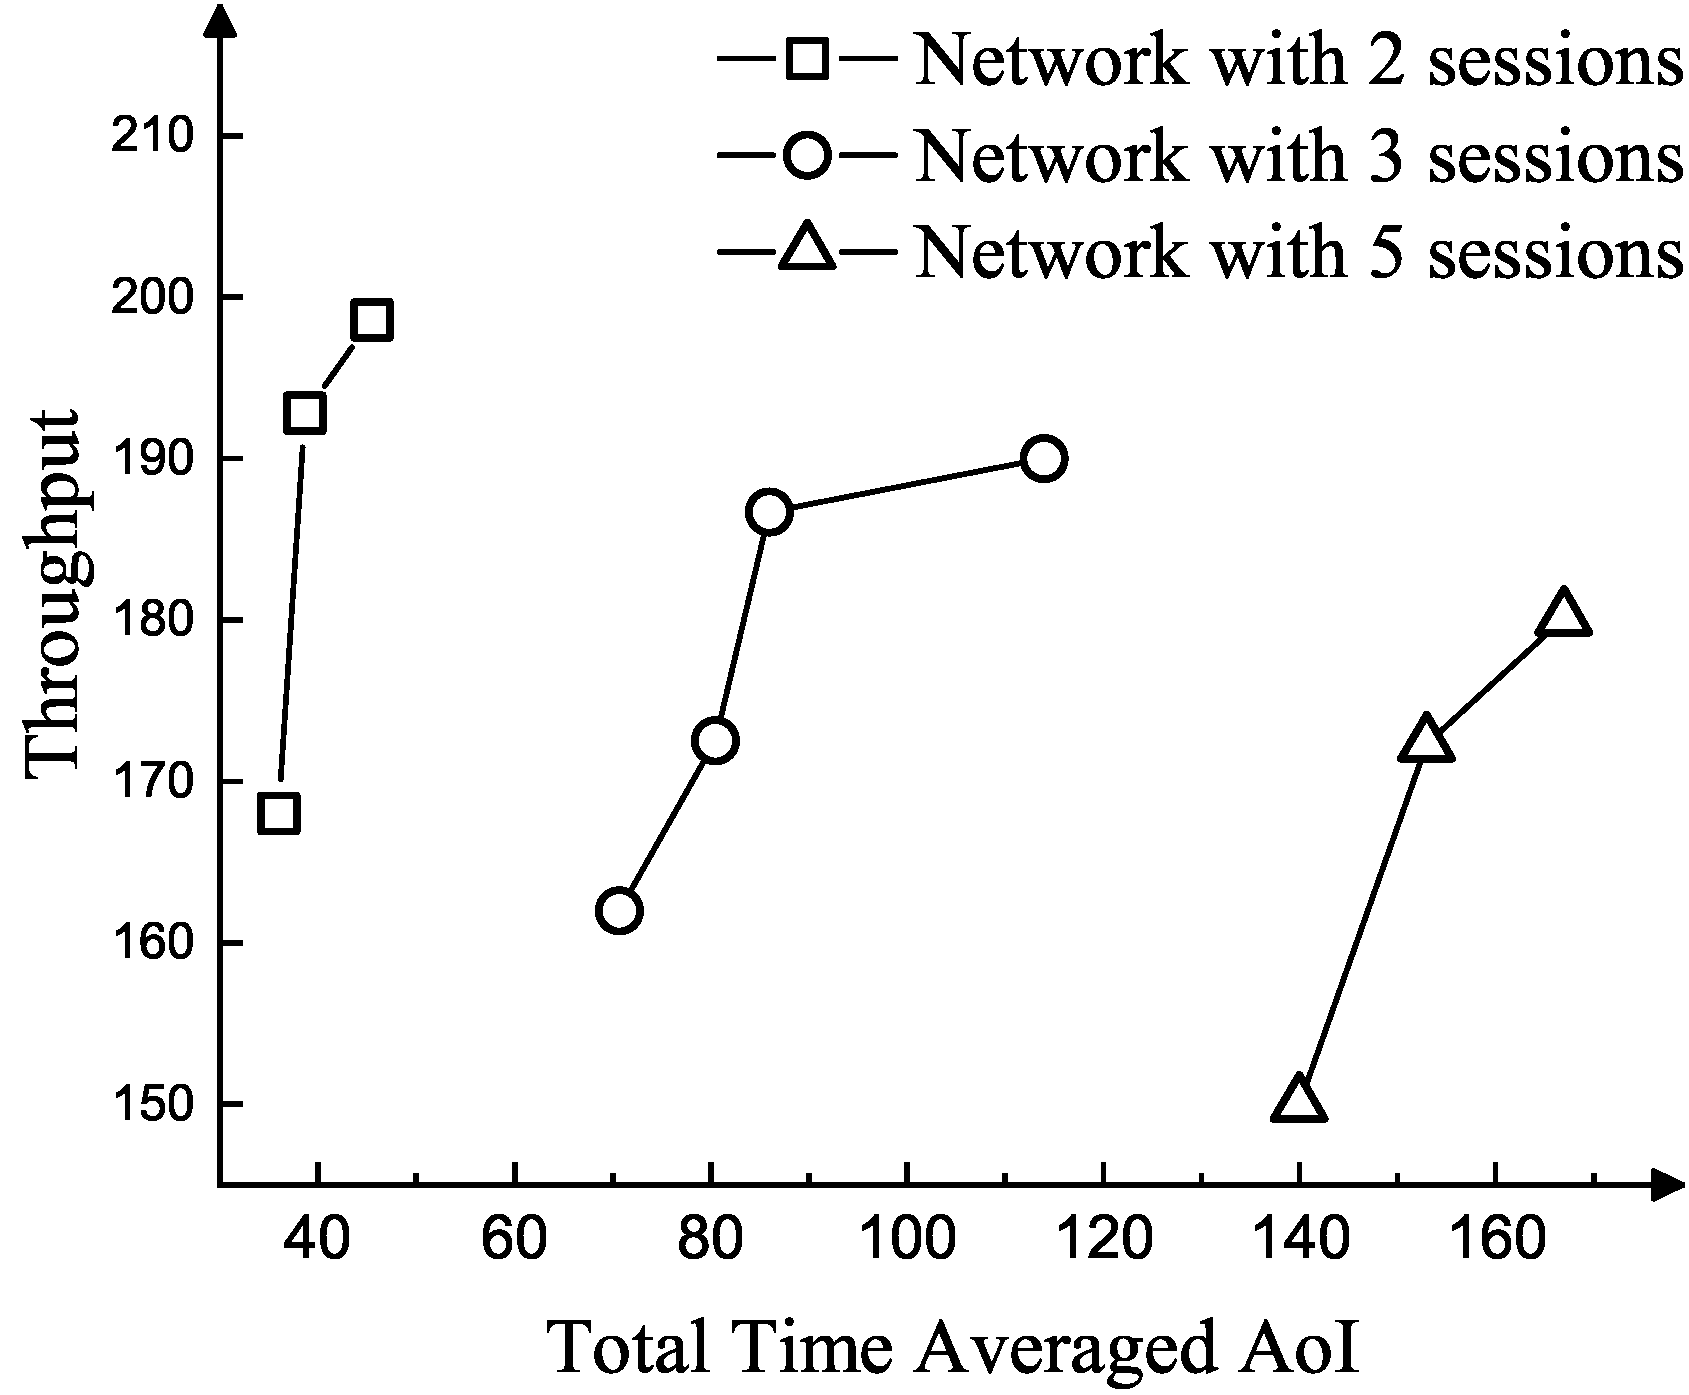 Network with 2 sessions
Network with 3 sessions
Network with 5 sessions
210
200
190
180
170
160
150
Throughput
40 60 80 100 120 140 160
Total Time Averaged AoI